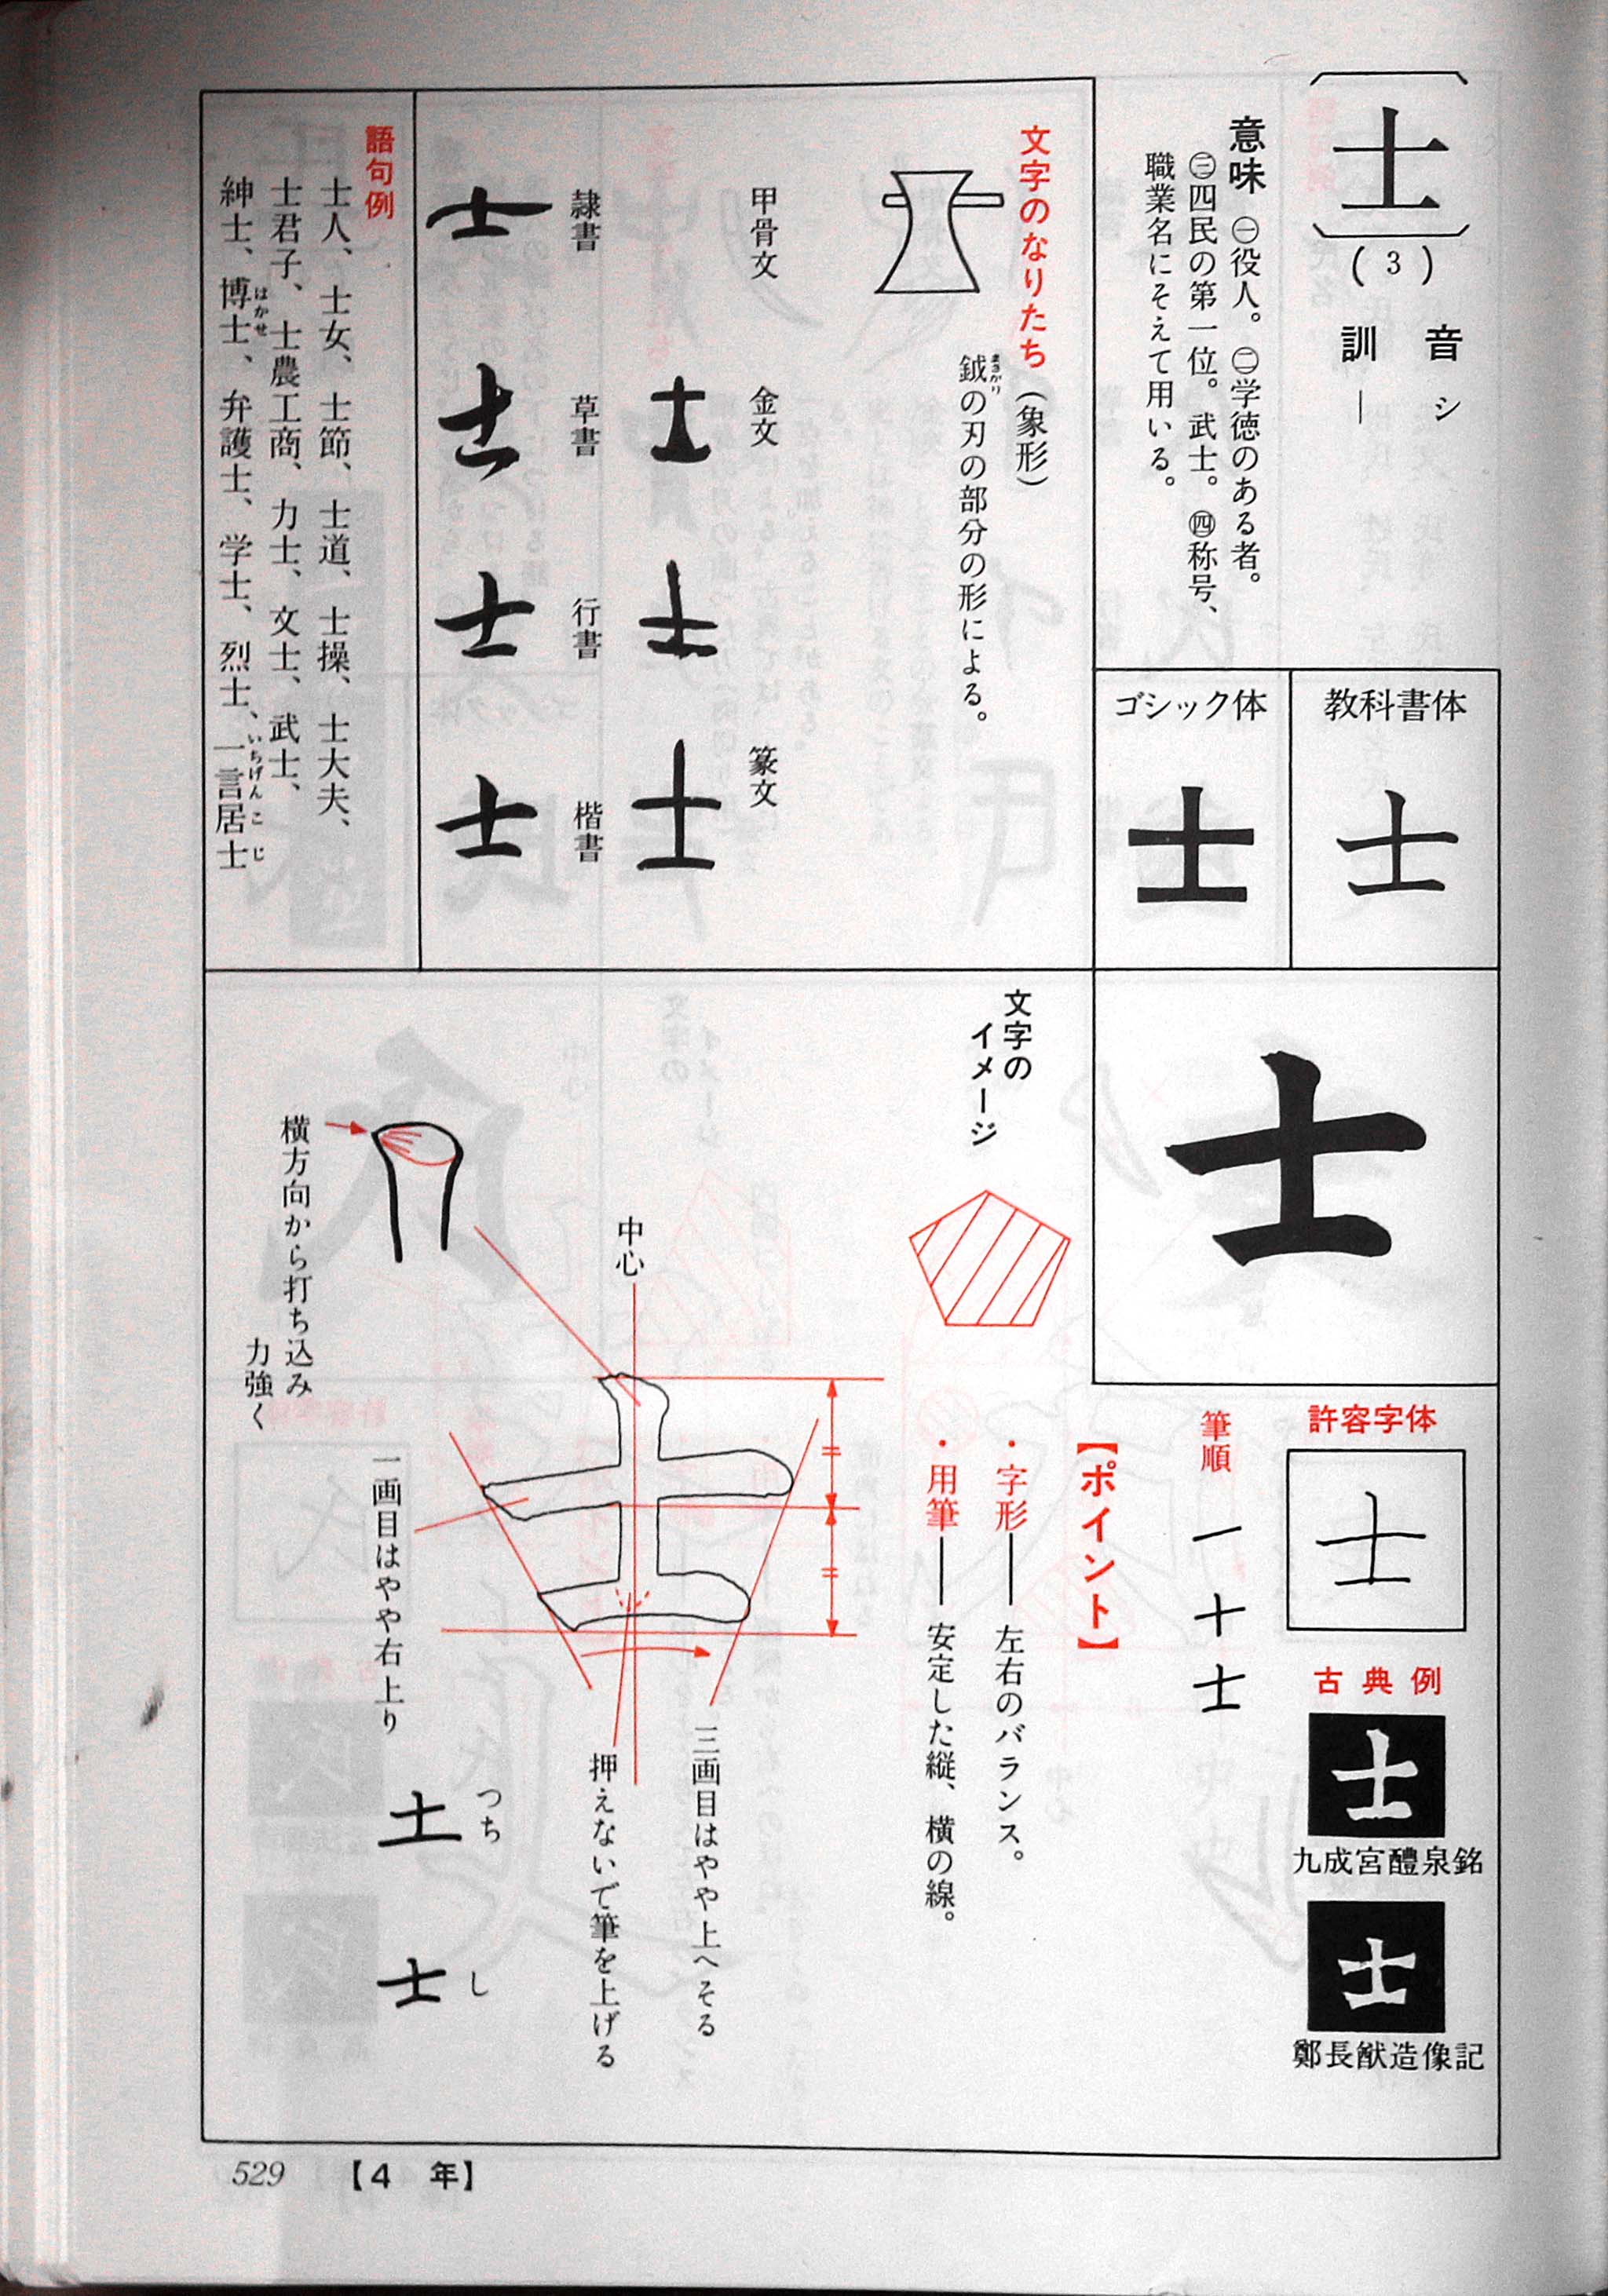 士
(3)
音 シ
訓 ―
意味 ㊀役人。㊁学徳のある者。
㊂四民の第一位。武士。㊃称号、
職業名にそえて用いる。
教科書体
士
ゴシック体
士
士
文字のなりたち（象形）
鉞の刃の部分の形による。
まさかり
甲骨文
金文
篆文
士
士
士
隷書
草書
行書
楷書
士
士
士
士
語句例
士人、士女、士節、士道、士操、士大夫、
士君子、士農工商、力士、文士、武士、
紳士、博士、弁護士、学士、烈士、一言居士
はかせ
いちげんこじ
許容字体
士
古典例
士
九成宮醴泉銘
士
鄭長猷造像記
筆順
一 十 士
【ポイント】
・字形――左右のバランス。
・用筆――安定した縦、横の線。
文字の
イメージ
中心
横方向から打ち込み
力強く
三画目はやや上へそる
押えないで筆を上げる
一画目はやや右上り
つち
土
し
士
529 【4 年】